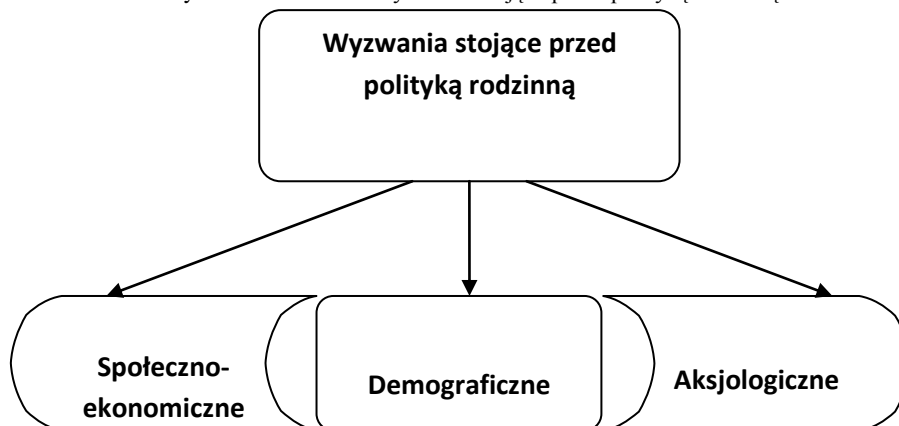 Wyzwania stojące przed
polityką rodzinną
Społeczno-
ekonomiczne
Demograficzne
Aksjologiczne